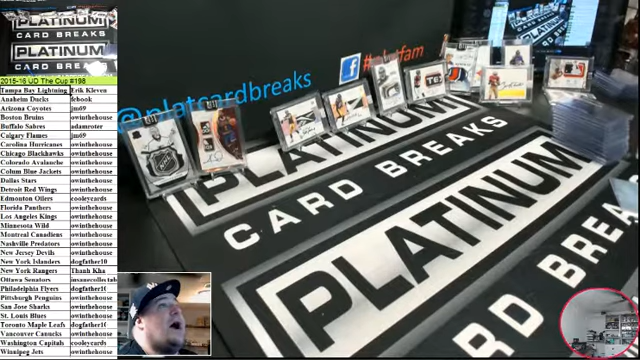 PLATINUM
CARD BREAKS
PLATINUM
CARD BREAKS
2015-16 UD The Cup #198
Tampa Bay Lightning Erik Kleven
Anaheim Ducks febook
Arizona Coyotes jm69
Boston Bruins owinthehouse
Buffalo Sabres adamroter
Calgary Flames jm69
Carolina Hurricanes owinthehouse
Chicago Blackhawks owinthehouse
Colorado Avalanche owinthehouse
Colum Blue Jackets owinthehouse
Dallas Stars owinthehouse
Detroit Red Wings owinthehouse
Edmonton Oilers cooleycards
Florida Panthers owinthehouse
Los Angeles Kings owinthehouse
Minnesota Wild owinthehouse
Montreal Canadiens owinthehouse
Nashville Predators owinthehouse
New Jersey Devils owinthehouse
New York Islanders dogfather10
New York Rangers Thanh Kha
Ottawa Senators insanecollectab
Philadelphia Flyers dogfather10
Pittsburgh Penguins owinthehouse
San Jose Sharks owinthehouse
St. Louis Blues owinthehouse
Toronto Maple Leafs dogfather10
Vancouver Canucks owinthehouse
Washington Capitals cooleycards
Winnipeg Jets owinthehouse
@platcardbreaks
#platfam
PLATINUM
CARD BREAKS
PLATINUM
RD BREA